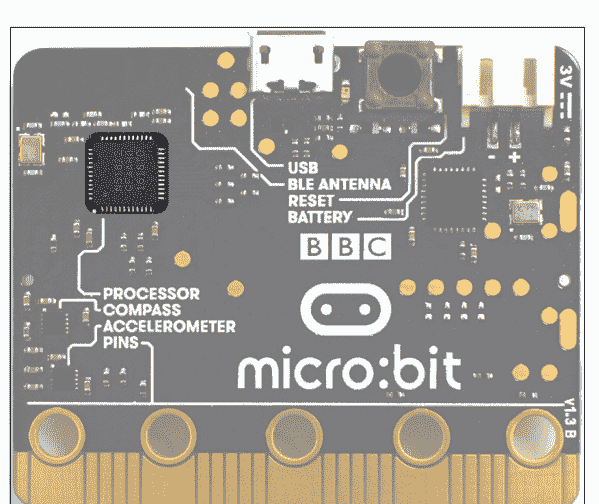 3V
- +
USB
BLE ANTENNA
RESET
BATTERY
BBC
PROCESSOR
COMPASS
ACCELEROMETER
PINS
micro:bit
V1.3 B